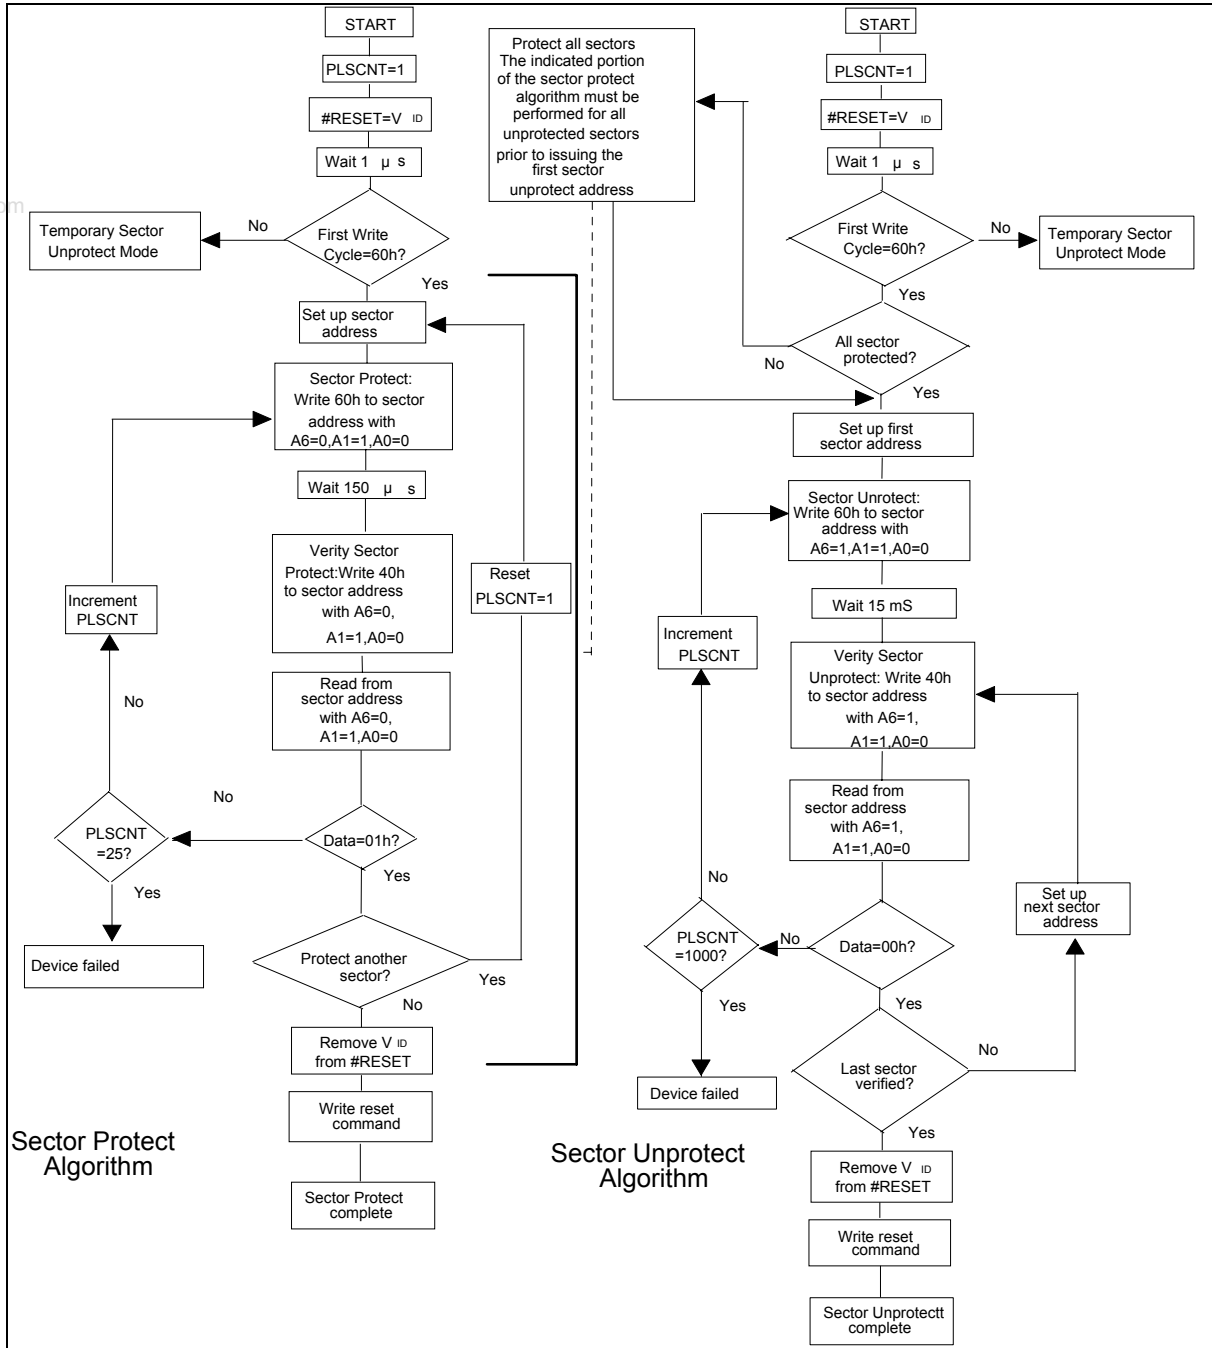 START
PLSCNT=1
#RESET=V ID
Wait 1 µ s
First Write
Cycle=60h?
No
Temporary Sector
Unprotect Mode
Yes
Set up sector
address
Sector Protect:
Write 60h to sector
address with
A6=0,A1=1,A0=0
Wait 150 µ s
Verity Sector
Protect:Write 40h
to sector address
with A6=0,
A1=1,A0=0
Reset
PLSCNT=1
Increment
PLSCNT
Read from
sector address
with A6=0,
A1=1,A0=0
No
No
PLSCNT
=25?
Data=01h?
Yes
Yes
Device failed
Protect another
sector?
Yes
No
Remove V ID
from #RESET
Write reset
command
Sector Protect
complete
Sector Protect
Algorithm
Protect all sectors
The indicated portion
of the sector protect
algorithm must be
performed for all
unprotected sectors
prior to issuing the
first sector
unprotect address
START
PLSCNT=1
#RESET=V ID
Wait 1 µ s
First Write
Cycle=60h?
No
Temporary Sector
Unprotect Mode
Yes
All sector
protected?
No
Yes
Set up first
sector address
Sector Unrotect:
Write 60h to sector
address with
A6=1,A1=1,A0=0
Wait 15 mS
Increment
PLSCNT
Verity Sector
Unprotect: Write 40h
to sector address
with A6=1,
A1=1,A0=0
Read from
sector address
with A6=1,
A1=1,A0=0
No
Set up
next sector
address
PLSCNT
=1000?
No
Data=00h?
Yes
Yes
Device failed
Last sector
verified?
No
Yes
Remove V ID
from #RESET
Write reset
command
Sector Unprotectt
complete
Sector Unprotect
Algorithm
om